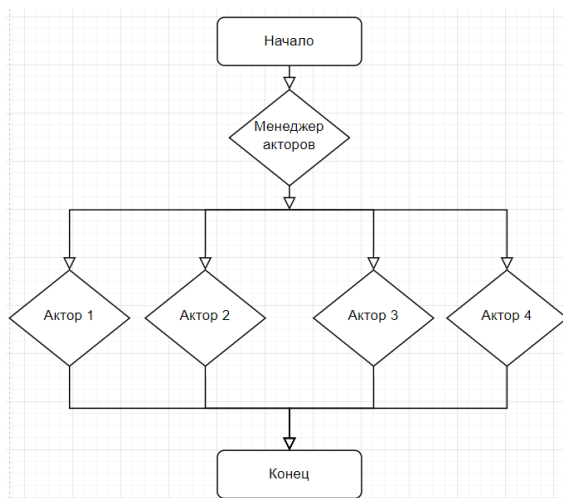 Начало
Менеджер
акторов
Актор 1
Актор 2
Актор 3
Актор 4
Конец